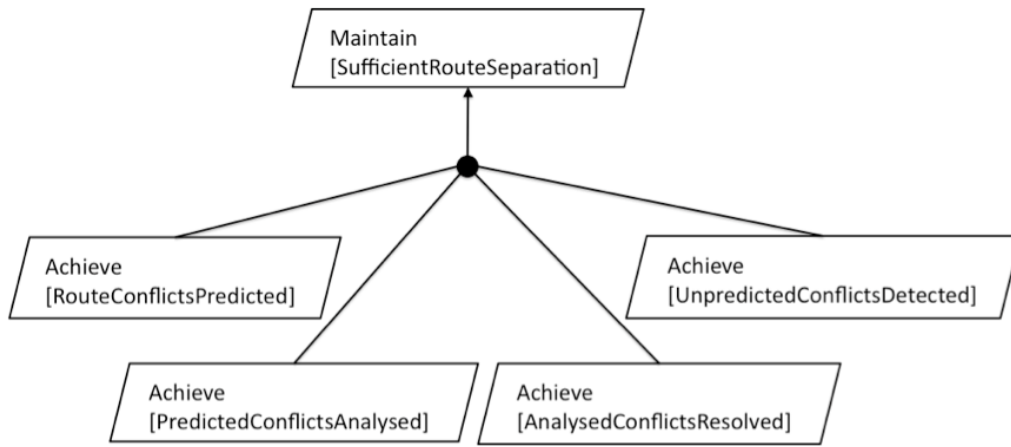 Maintain
[SufficientRouteSeparation]
Achieve
[RouteConflictsPredicted]
Achieve
[UnpredictedConflictsDetected]
Achieve
[PredictedConflictsAnalysed]
Achieve
[AnalysedConflictsResolved]